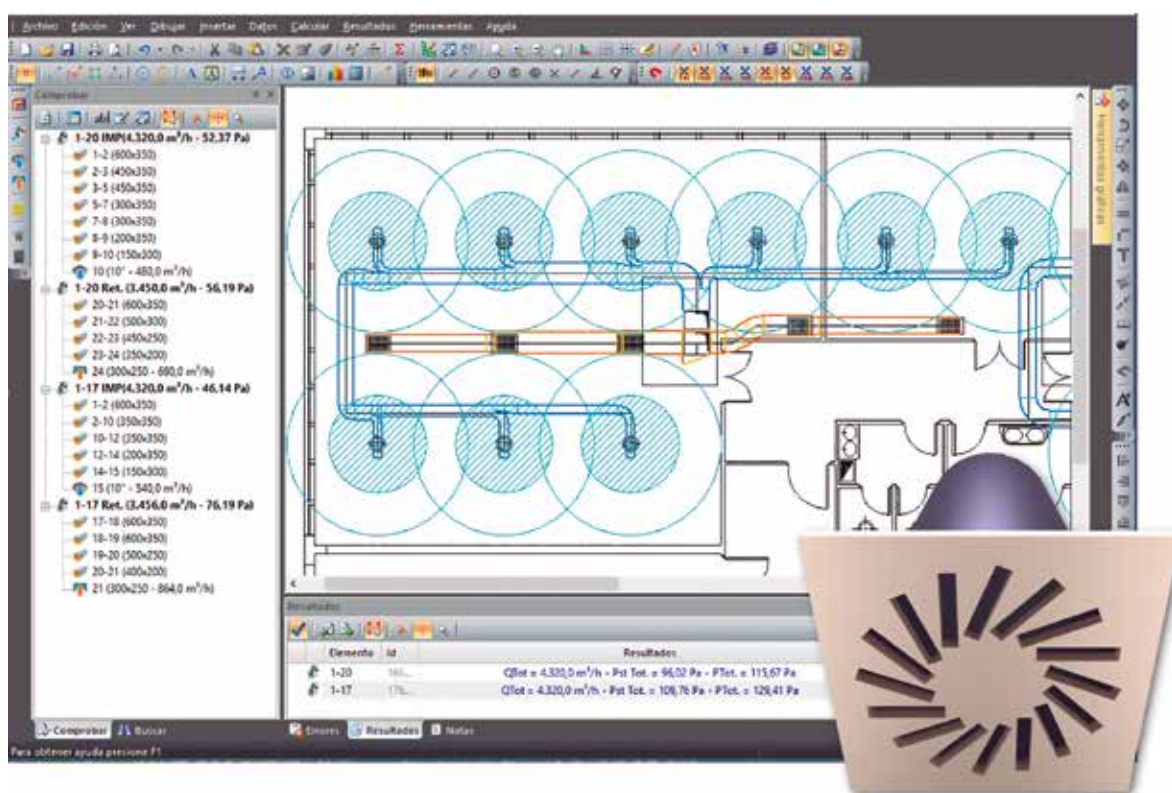 Archivo Edición Ver Dibujar Insertar Datos Calcular Resultados Herramientas Ayuda
Comprobar
1-20 IMP(4.320,0 m³/h - 52,37 Pa)
1-2 (600x350)
2-3 (450x350)
3-5 (450x350)
5-7 (300x350)
7-8 (300x350)
8-9 (200x350)
9-10 (150x300)
10 (10" - 480,0 m³/h)
1-20 Ret. (3.450,0 m³/h - 56,19 Pa)
20-21 (600x350)
21-22 (500x300)
22-23 (450x250)
23-24 (350x200)
24 (300x250 - 690,0 m³/h)
1-17 IMP(4.320,0 m³/h - 46,14 Pa)
1-2 (600x350)
2-10 (350x350)
10-12 (350x350)
12-14 (200x350)
14-15 (150x300)
15 (10" - 540,0 m³/h)
1-17 Ret. (3.456,0 m³/h - 76,19 Pa)
17-18 (600x350)
18-19 (600x350)
19-20 (500x250)
20-21 (400x200)
21 (300x250 - 864,0 m³/h)
Herramientas gráficas
Resultados
Elemento Id Resultados
1-20 QTot = 4.320,0 m³/h - Pst Tot. = 96,02 Pa - PTot. = 115,67 Pa
1-17 QTot = 4.320,0 m³/h - Pst Tot. = 109,76 Pa - PTot. = 129,41 Pa
Comprobar Buscar
Errores Resultados Notas
Para obtener ayuda presione F1